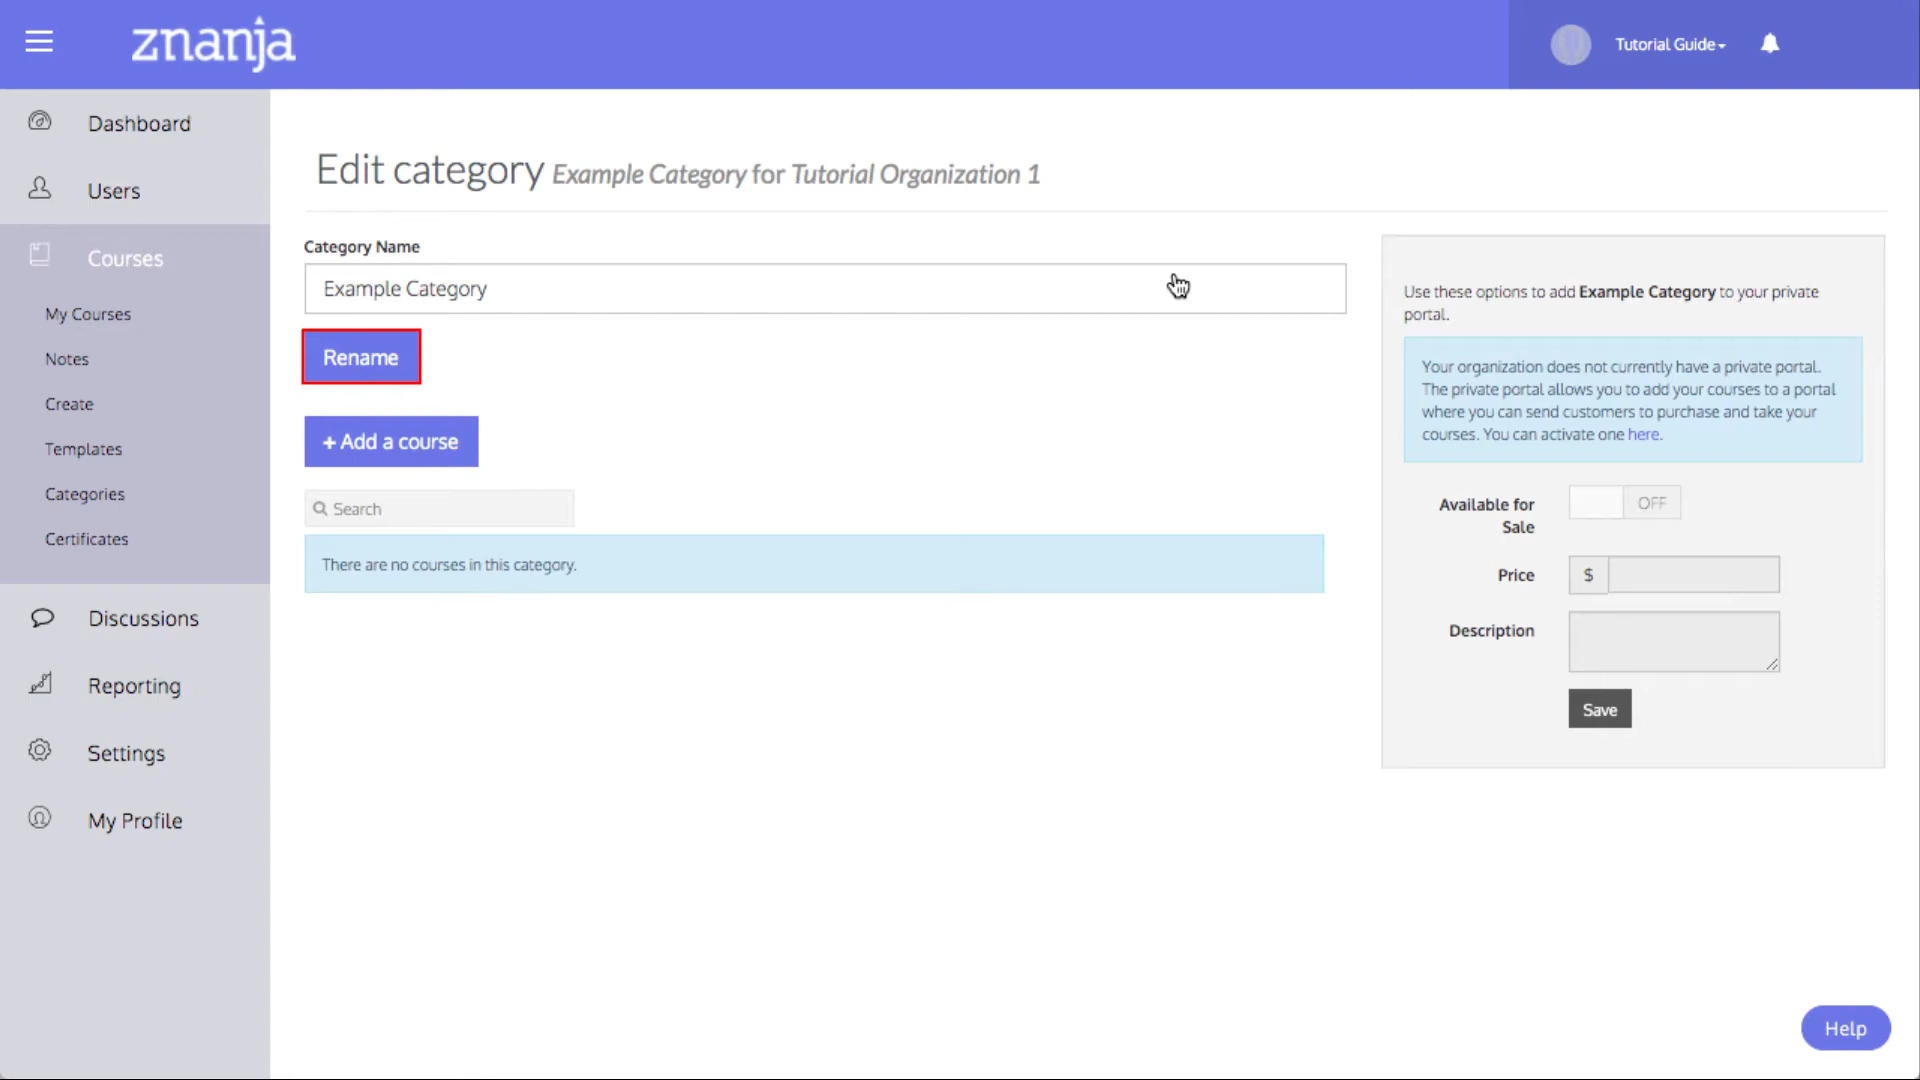 znanja
Tutorial Guide
Dashboard
Users
Courses
My Courses
Notes
Create
Templates
Categories
Certificates
Discussions
Reporting
Settings
My Profile
Edit category Example Category for Tutorial Organization 1
Category Name
Example Category
Rename
+ Add a course
Search
There are no courses in this category.
Use these options to add Example Category to your private
portal.
Your organization does not currently have a private portal.
The private portal allows you to add your courses to a portal
where you can send customers to purchase and take your
courses. You can activate one here.
Available for
Sale
OFF
Price
$
Description
Save
Help